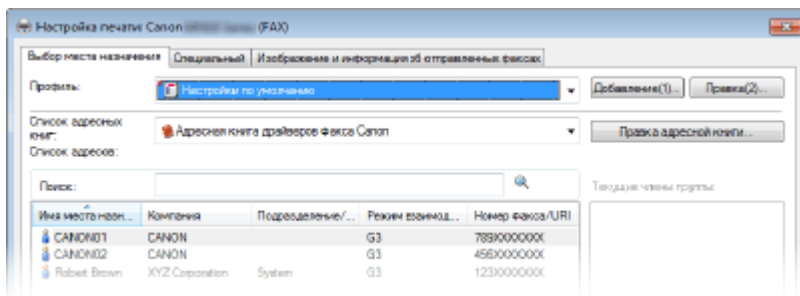 Настройка печати Canon (FAX)
Выбор места назначения Специальный Изображение и информация об отправленных факсах
Профиль: Настройки по умолчанию Добавление(1)... Правка(2)...
Список адресных книг: Адресная книга драйверов факса Canon Правка адресной книги...
Список адресов:
Поиск: Текущие члены группы:
Имя места назн... Компания Подразделение/... Режим взаимод... Номер факса/URI
CANON01 CANON G3 789XXXXXXX
CANON02 CANON G3 456XXXXXXX
Robert Brown XYZ Corporation System G3 123XXXXXXX